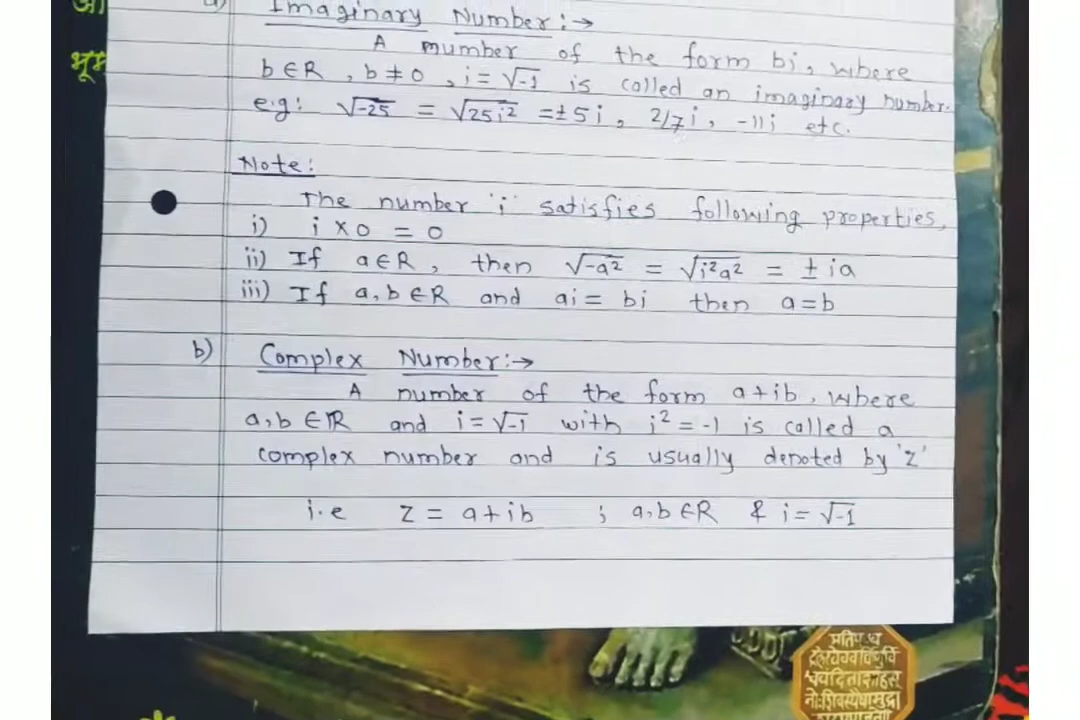 a) Imaginary Number :→
A number of the form bi, where
b ∈ R , b ≠ 0 , i = √-1 is called an imaginary number.
e.g: √-25 = √25i² = ±5i , 2/7i , -11i etc.
Note:
The number 'i' satisfies following properties,
i) i × 0 = 0
ii) If a ∈ R , then √-a² = √i²a² = ± ia
iii) If a,b ∈ R and ai = bi then a = b
b) Complex Number :→
A number of the form a+ib , where
a,b ∈ R and i = √-1 with i² = -1 is called a
complex number and is usually denoted by 'z'
i.e z = a+ib ; a,b ∈ R & i = √-1